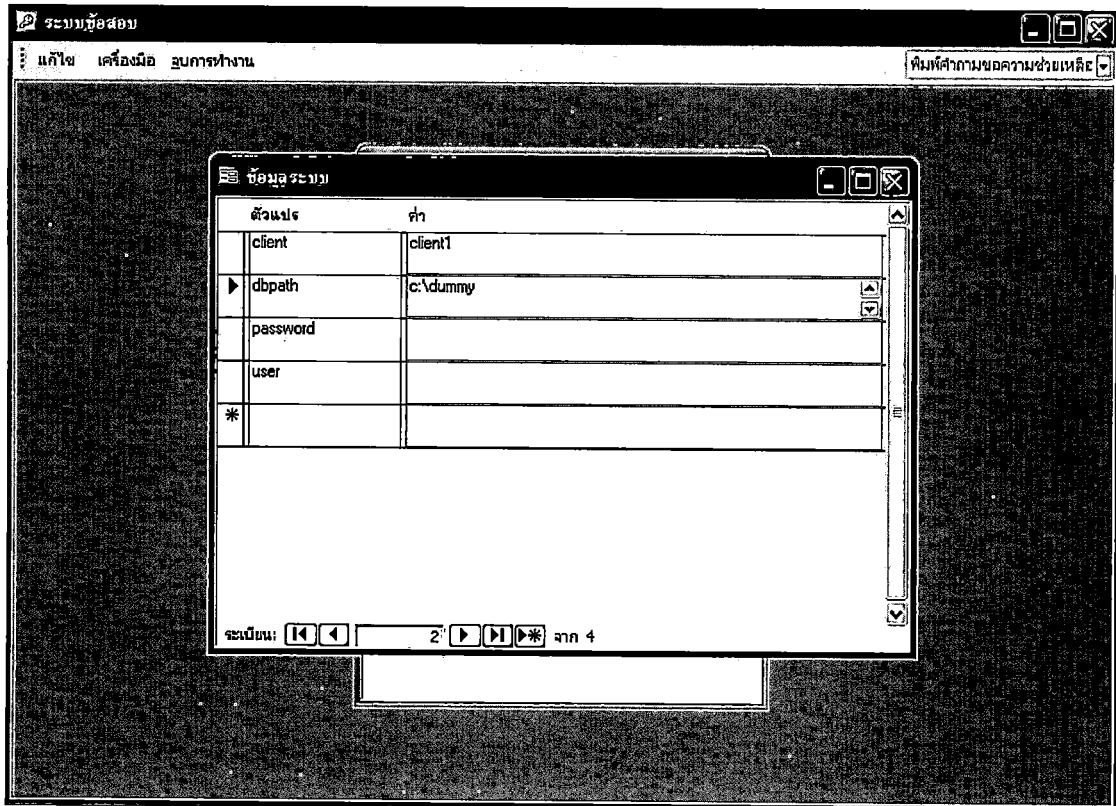 ระบบข้อสอบ
แก้ไข เครื่องมือ จบการทำงาน
พิมพ์คำถามขอความช่วยเหลือ
ข้อมูลระบบ
ตัวแปร ค่า
client client1
dbpath c:\dummy
password
user
ระเบียน: 2 จาก 4